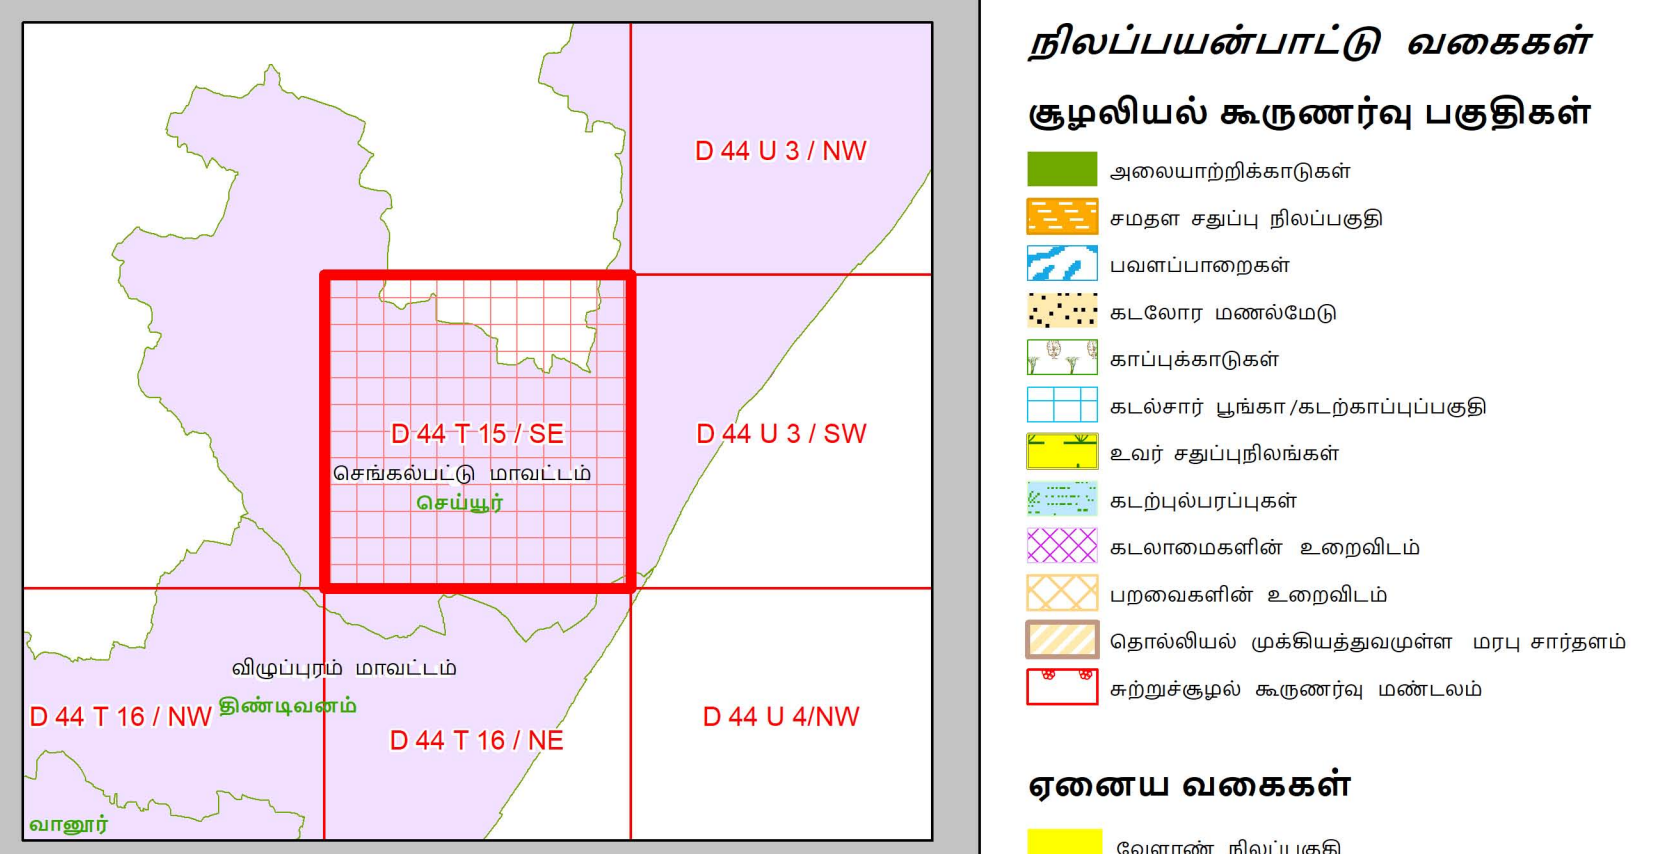 D 44 U 3 / NW
D 44 T 15 / SE
D 44 U 3 / SW
செங்கல்பட்டு மாவட்டம்
செய்யூர்
விழுப்புரம் மாவட்டம்
திண்டிவனம்
D 44 T 16 / NW
D 44 T 16 / NE
D 44 U 4/NW
வானூர்
நிலப்பயன்பாட்டு வகைகள்
சூழலியல் கூருணர்வு பகுதிகள்
அலையாற்றிக்காடுகள்
சமதள சதுப்பு நிலப்பகுதி
பவளப்பாறைகள்
கடலோர மணல்மேடு
காப்புக்காடுகள்
கடல்சார் பூங்கா/கடற்காப்புப்பகுதி
உவர் சதுப்புநிலங்கள்
கடற்புல்பரப்புகள்
கடலாமைகளின் உறைவிடம்
பறவைகளின் உறைவிடம்
தொல்லியல் முக்கியத்துவமுள்ள மரபு சார்தளம்
சுற்றுச்சூழல் கூருணர்வு மண்டலம்
ஏனைய வகைகள்
வேளாண் நிலப்பகுதி